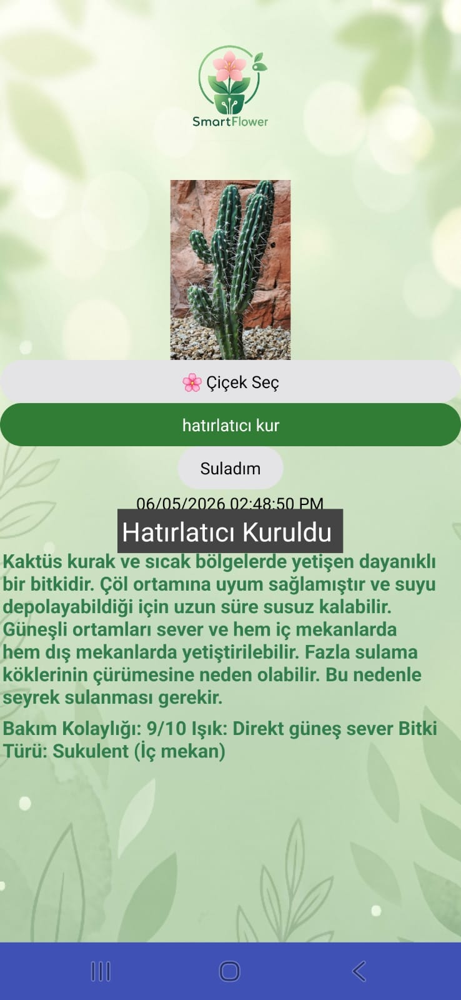 SmartFlower
🌸 Çiçek Seç
hatırlatıcı kur
Suladım
06/05/2026 02:48:50 PM
Hatırlatıcı Kuruldu
Kaktüs kurak ve sıcak bölgelerde yetişen dayanıklı
bir bitkidir. Çöl ortamına uyum sağlamıştır ve suyu
depolayabildiği için uzun süre susuz kalabilir.
Güneşli ortamları sever ve hem iç mekanlarda
hem dış mekanlarda yetiştirilebilir. Fazla sulama
köklerinin çürümesine neden olabilir. Bu nedenle
seyrek sulanması gerekir.
Bakım Kolaylığı: 9/10 Işık: Direkt güneş sever Bitki
Türü: Sukulent (İç mekan)